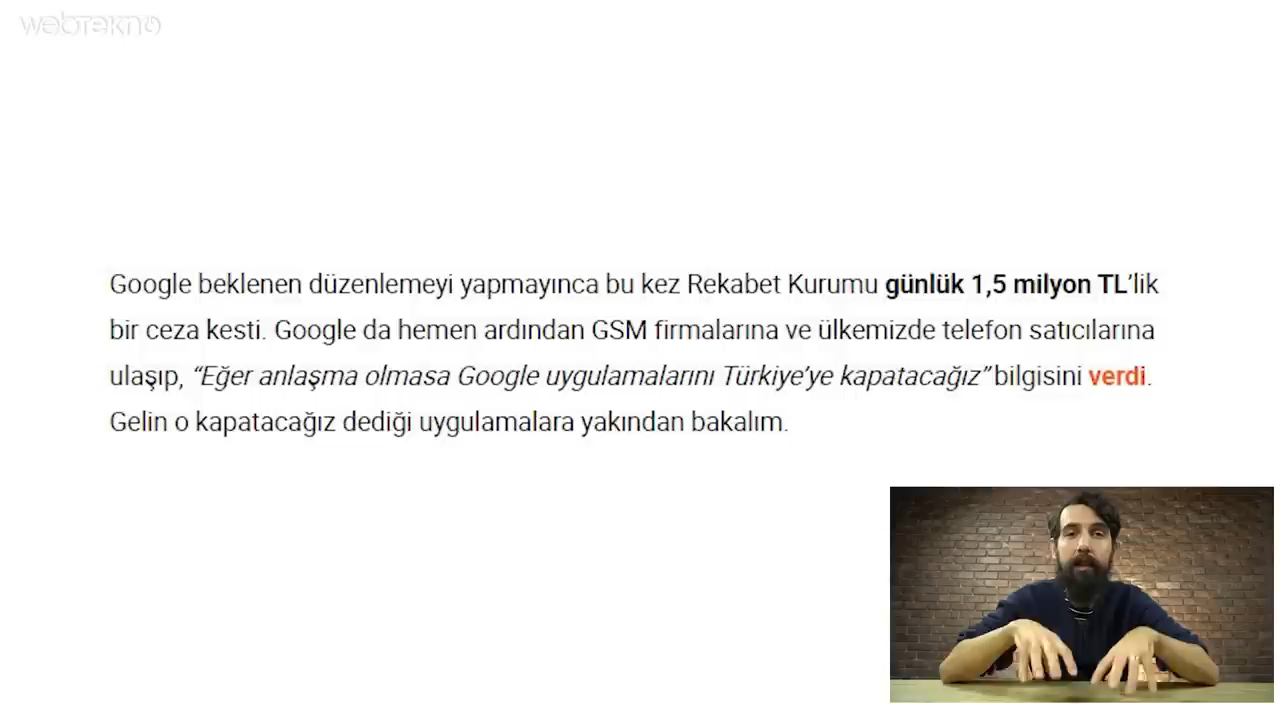 webtekno
Google beklenen düzenlemeyi yapmayınca bu kez Rekabet Kurumu günlük 1,5 milyon TL’lik
bir ceza kesti. Google da hemen ardından GSM firmalarına ve ülkemizde telefon satıcılarına
ulaşıp, “Eğer anlaşma olmasa Google uygulamalarını Türkiye’ye kapatacağız” bilgisini verdi.
Gelin o kapatacağız dediği uygulamalara yakından bakalım.